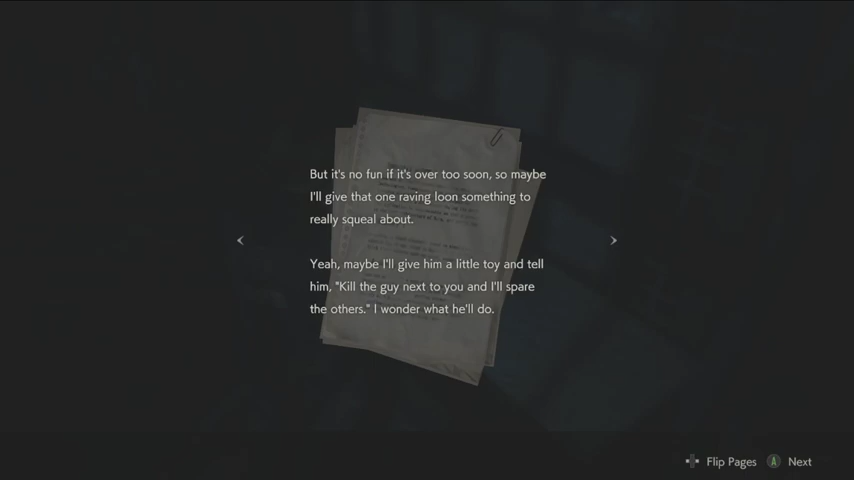 But it's no fun if it's over too soon, so maybe
I'll give that one raving loon something to
really squeal about.
Yeah, maybe I'll give him a little toy and tell
him, "Kill the guy next to you and I'll spare
the others." I wonder what he'll do.
Flip Pages A Next